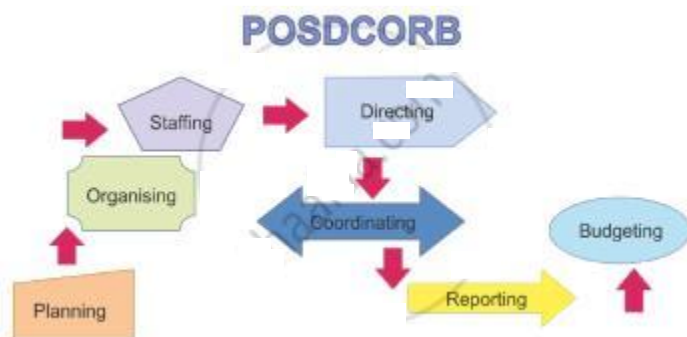 POSDCORB
Planning
Organising
Staffing
Directing
Coordinating
Reporting
Budgeting